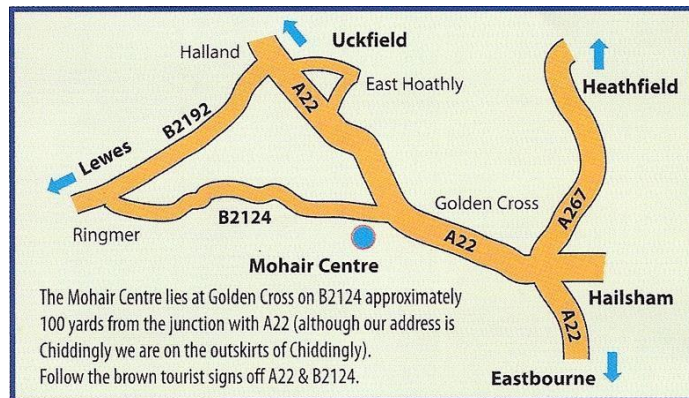 Uckfield
Halland
East Hoathly
Heathfield
A22
B2192
Lewes
Golden Cross
A267
B2124
Ringmer
A22
Mohair Centre
Hailsham
A22
The Mohair Centre lies at Golden Cross on B2124 approximately
100 yards from the junction with A22 (although our address is
Chiddingly we are on the outskirts of Chiddingly).
Follow the brown tourist signs off A22 & B2124.
Eastbourne